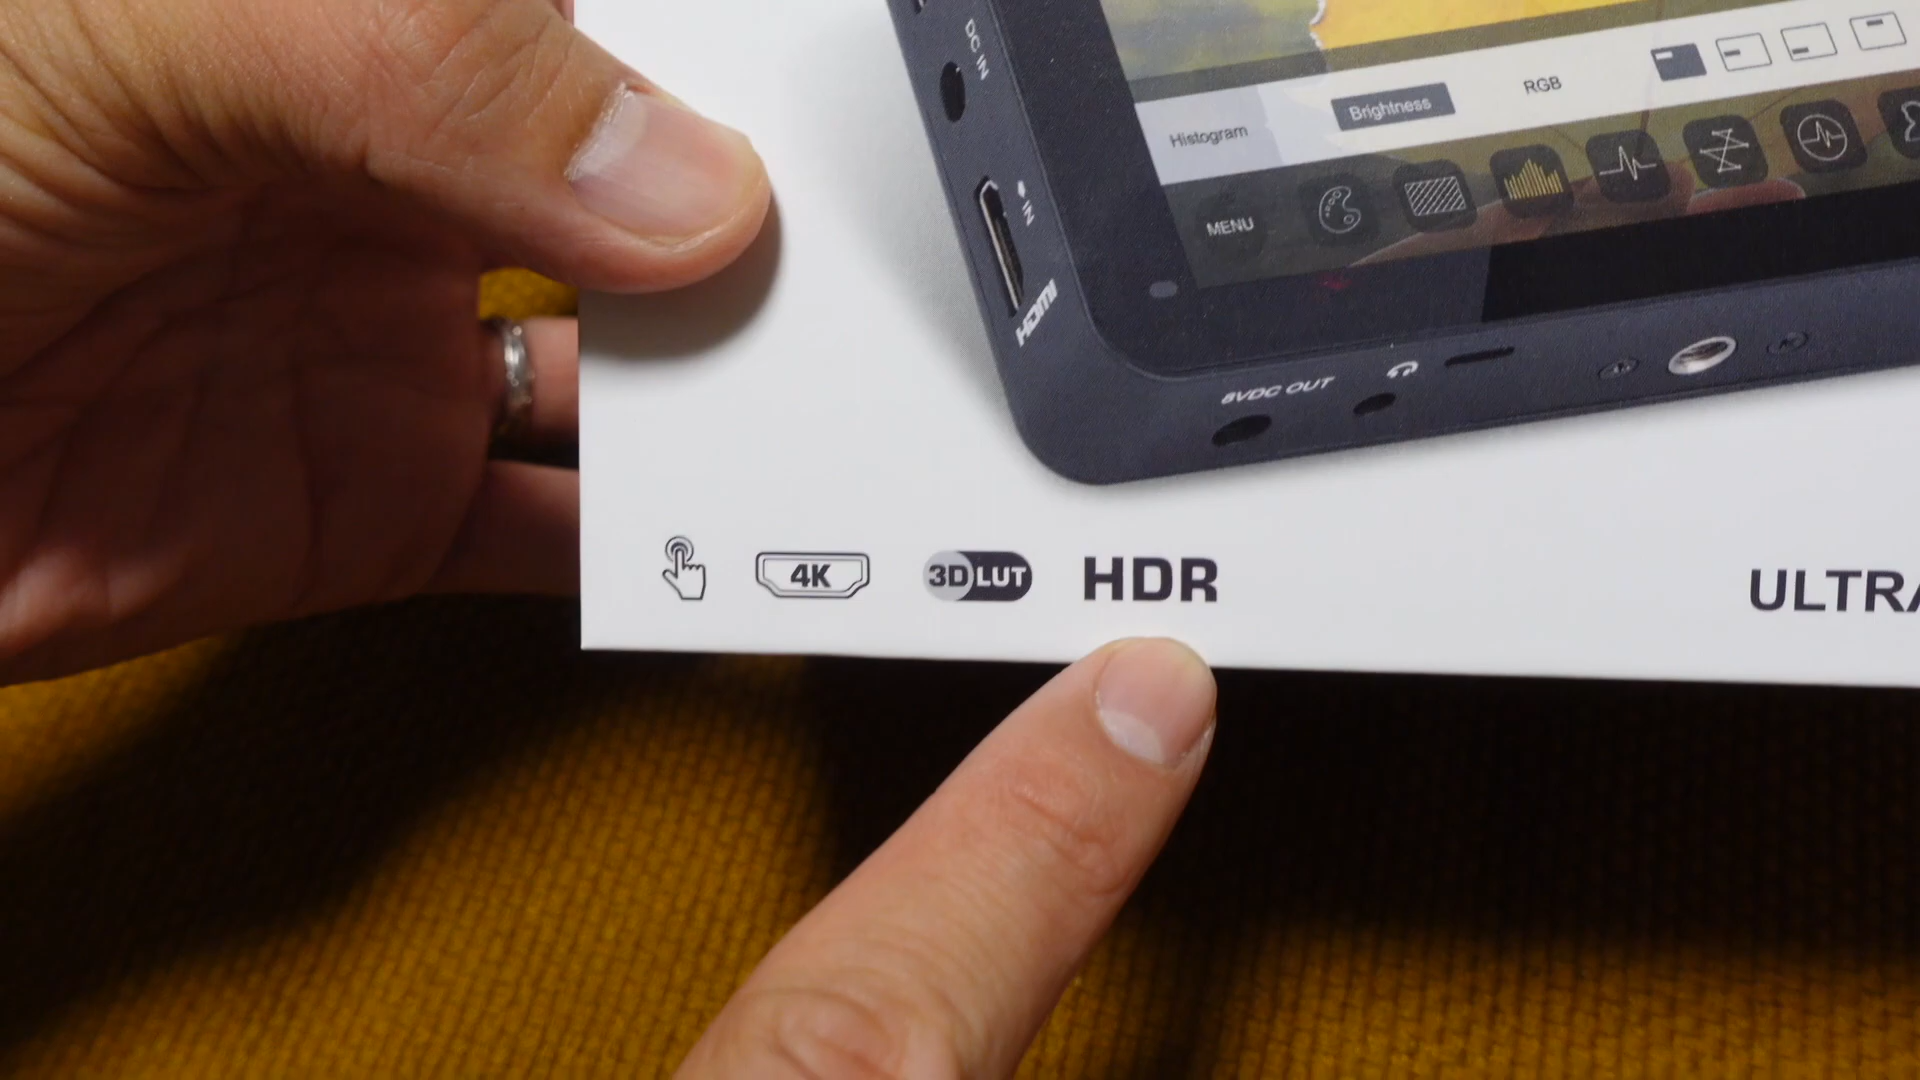 DC IN
IN
HDMI
Histogram
Brightness
RGB
MENU
8VDC OUT
4K
3D LUT
HDR
ULTRA